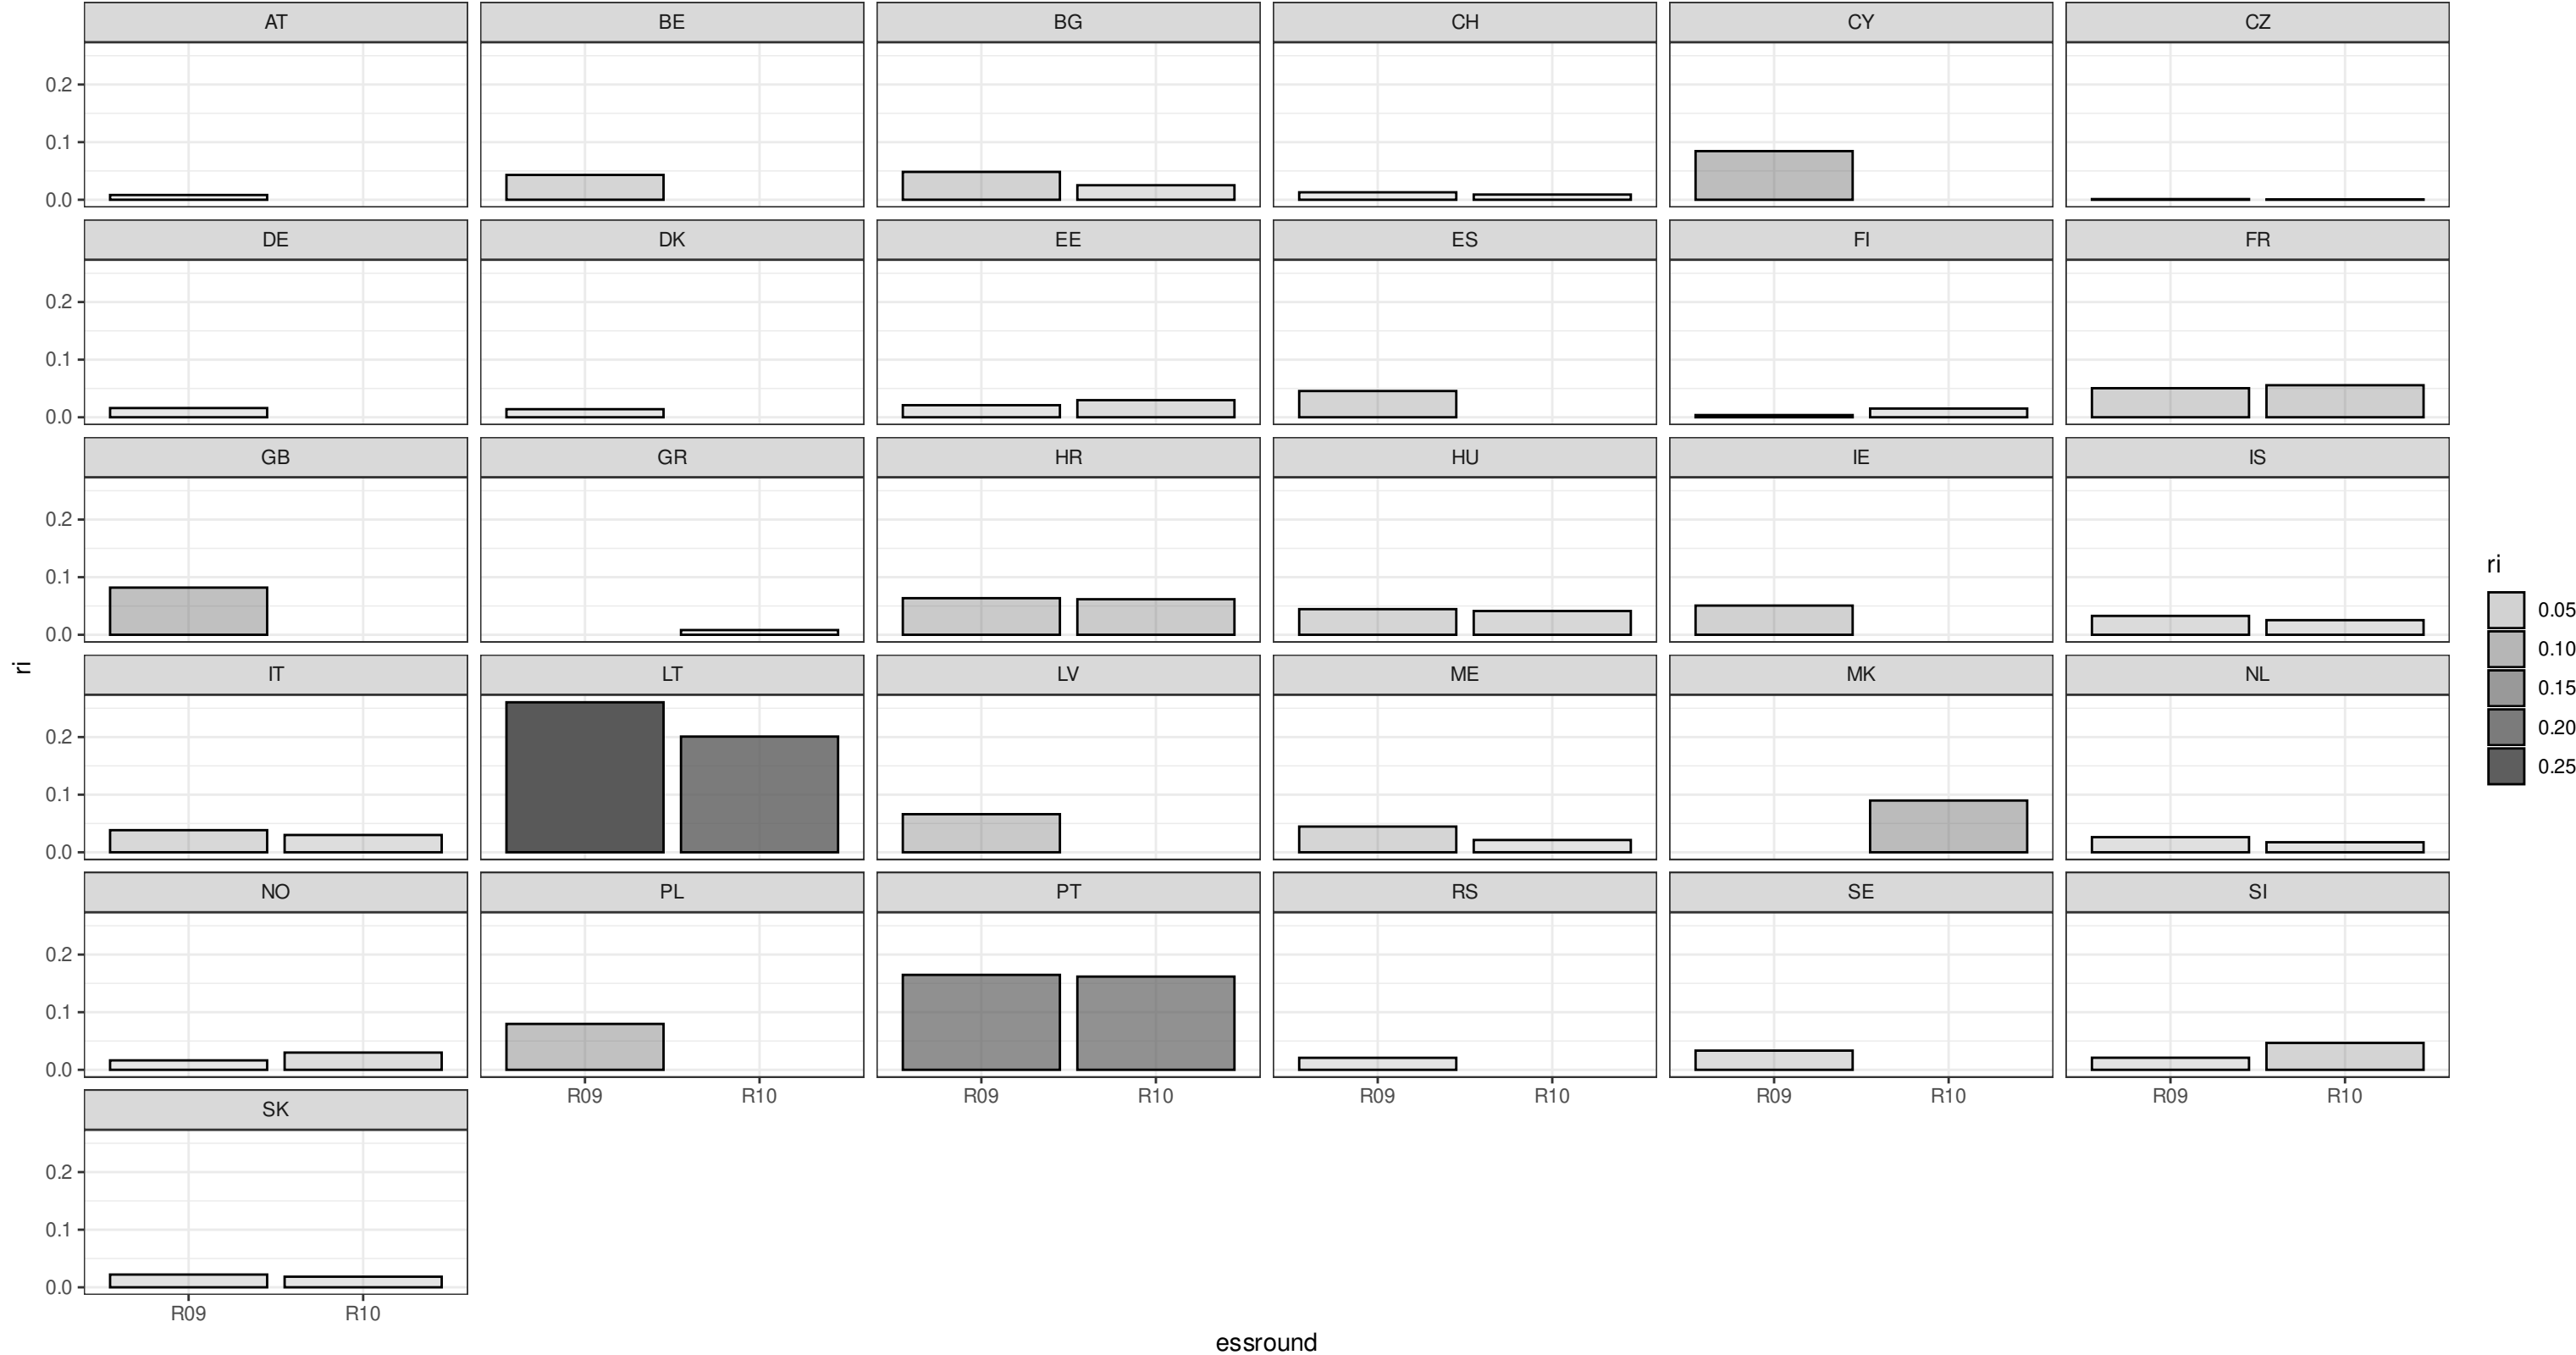 AT BE BG CH CY CZ
0.2
0.1
0.0
DE DK EE ES FI FR
0.2
0.1
0.0
GB GR HR HU IE IS
0.2
0.1
0.0
ri
ri
0.05
0.10
0.15
0.20
0.25
IT LT LV ME MK NL
0.2
0.1
0.0
NO PL PT RS SE SI
0.2
0.1
0.0
R09 R10 R09 R10 R09 R10 R09 R10 R09 R10
SK
0.2
0.1
0.0
R09 R10
essround